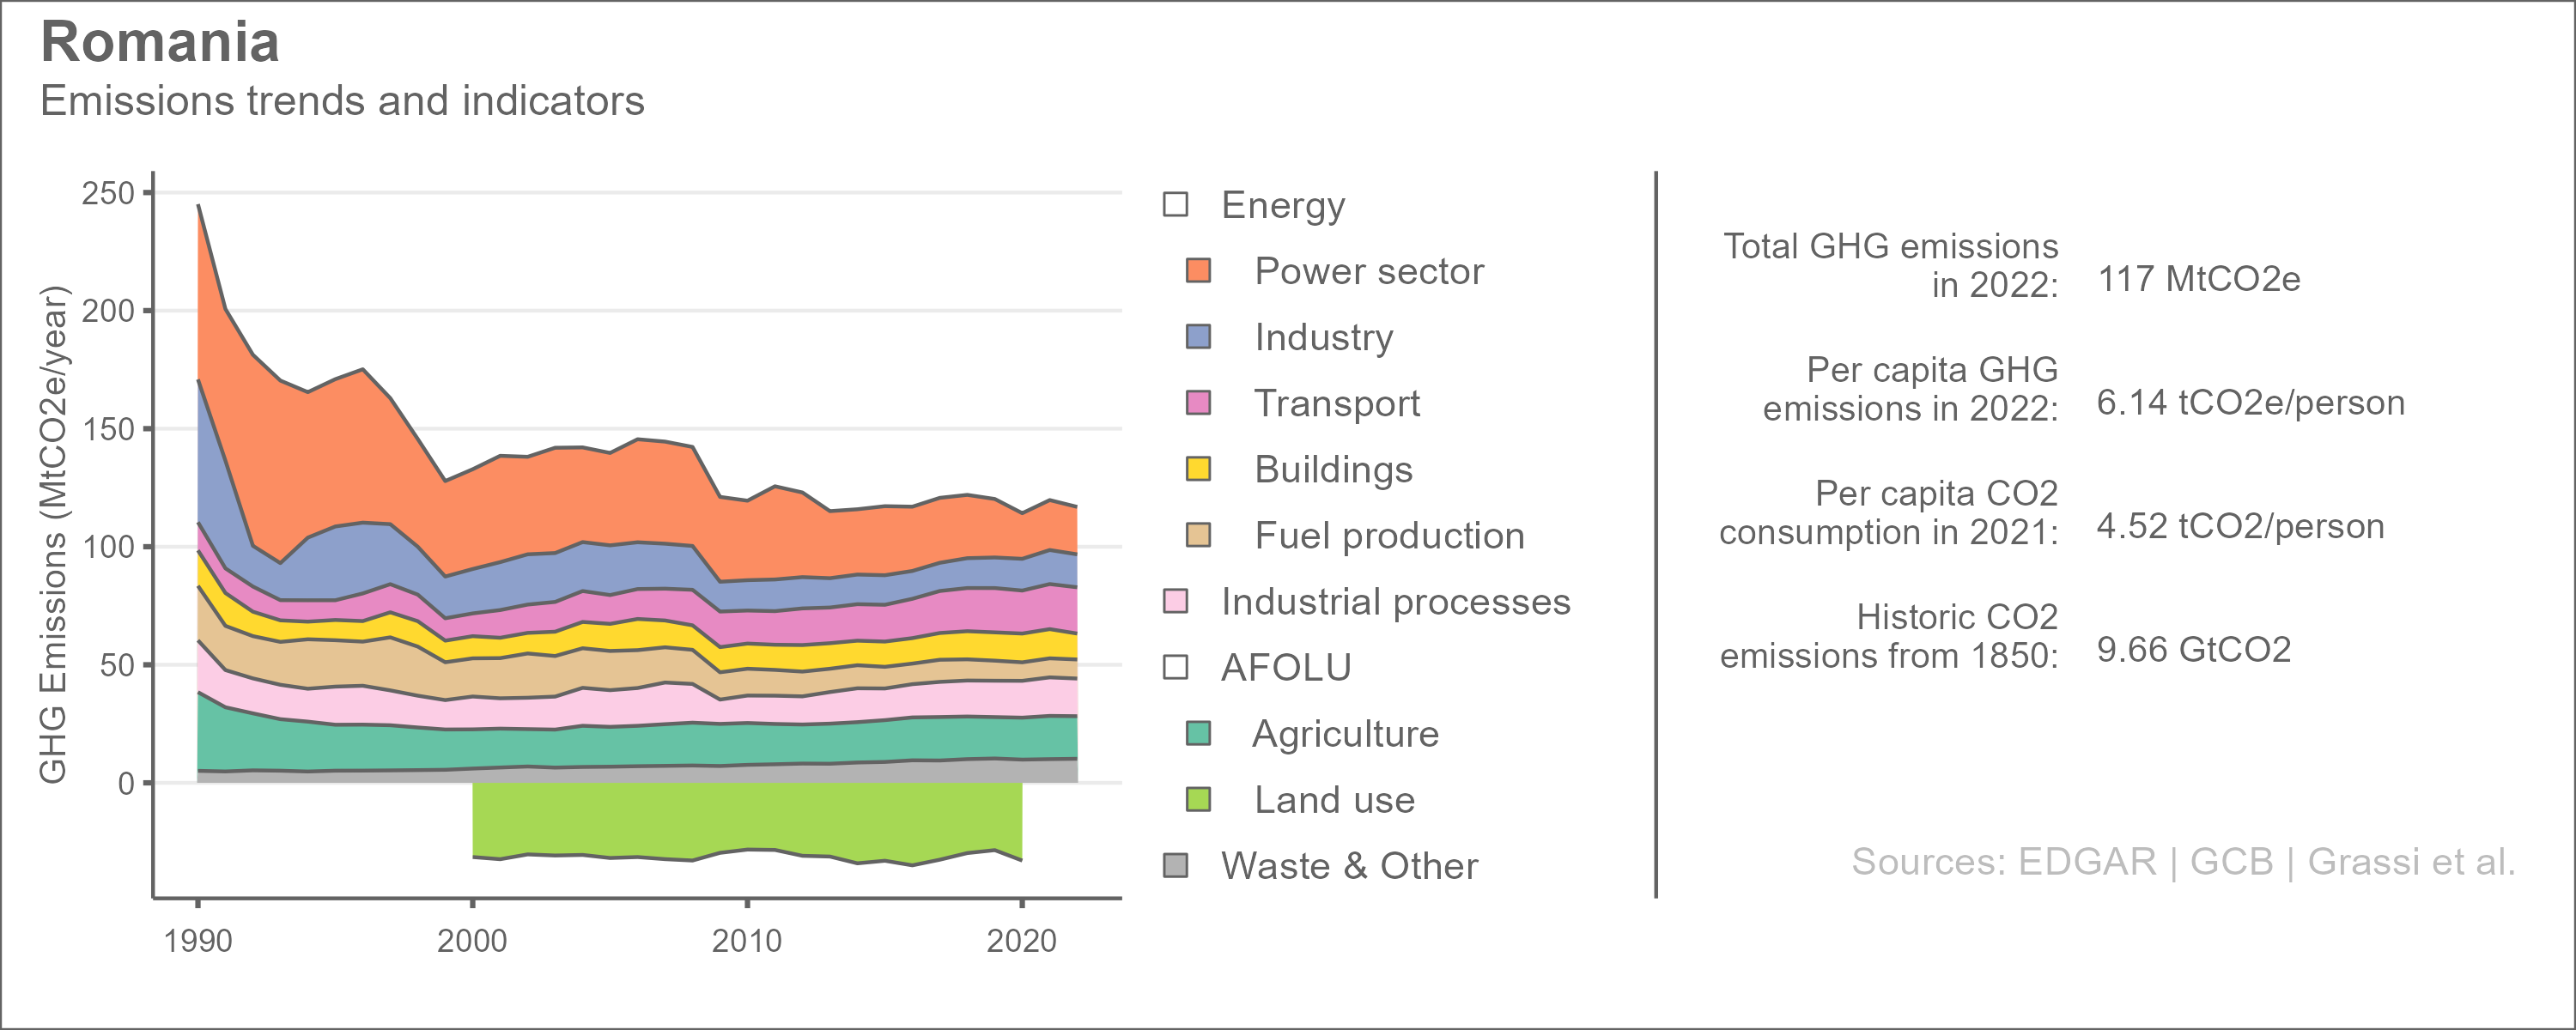 Romania
Emissions trends and indicators
GHG Emissions (MtCO2e/year)
250
200
150
100
50
0
1990
2000
2010
2020
Energy
Power sector
Industry
Transport
Buildings
Fuel production
Industrial processes
AFOLU
Agriculture
Land use
Waste & Other
Total GHG emissions
in 2022:
117 MtCO2e
Per capita GHG
emissions in 2022:
6.14 tCO2e/person
Per capita CO2
consumption in 2021:
4.52 tCO2/person
Historic CO2
emissions from 1850:
9.66 GtCO2
Sources: EDGAR | GCB | Grassi et al.